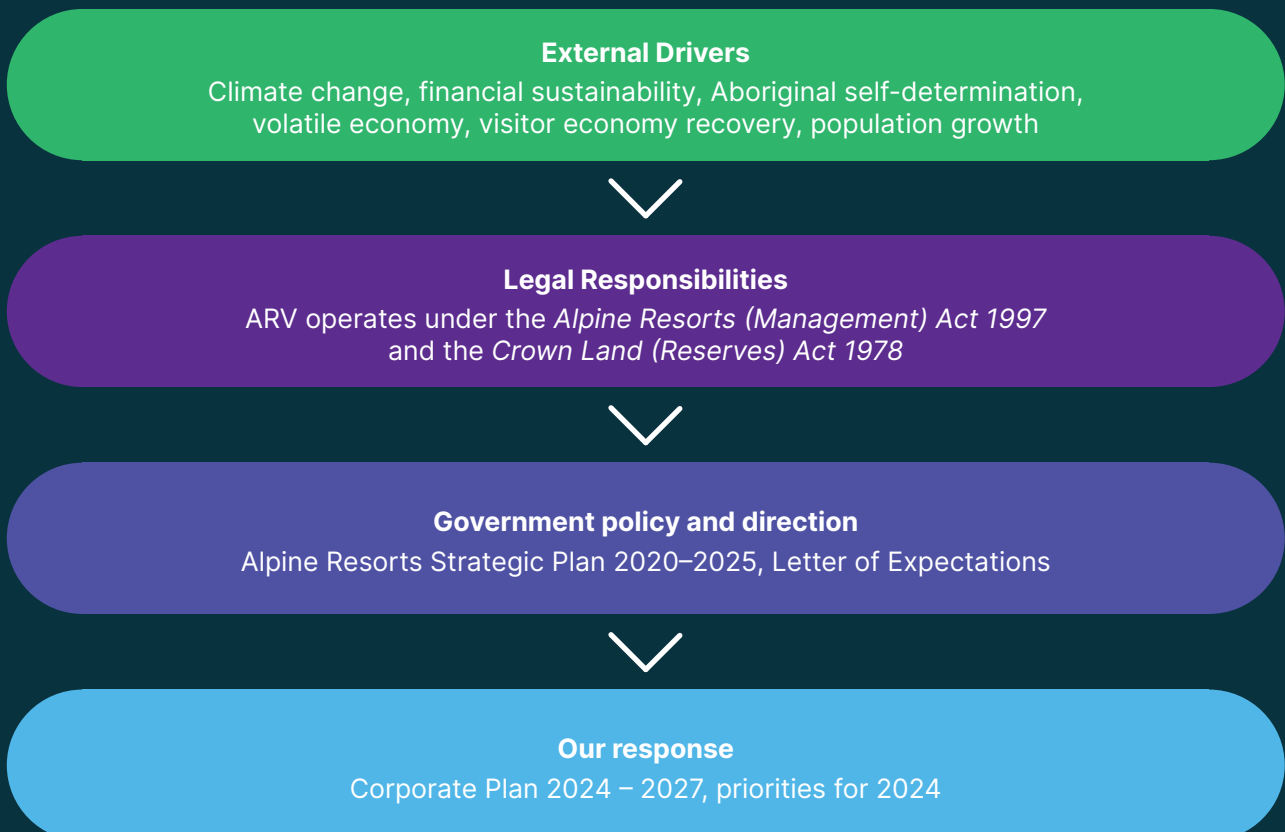 External Drivers
Climate change, financial sustainability, Aboriginal self-determination,
volatile economy, visitor economy recovery, population growth
Legal Responsibilities
ARV operates under the Alpine Resorts (Management) Act 1997
and the Crown Land (Reserves) Act 1978
Government policy and direction
Alpine Resorts Strategic Plan 2020–2025, Letter of Expectations
Our response
Corporate Plan 2024 – 2027, priorities for 2024